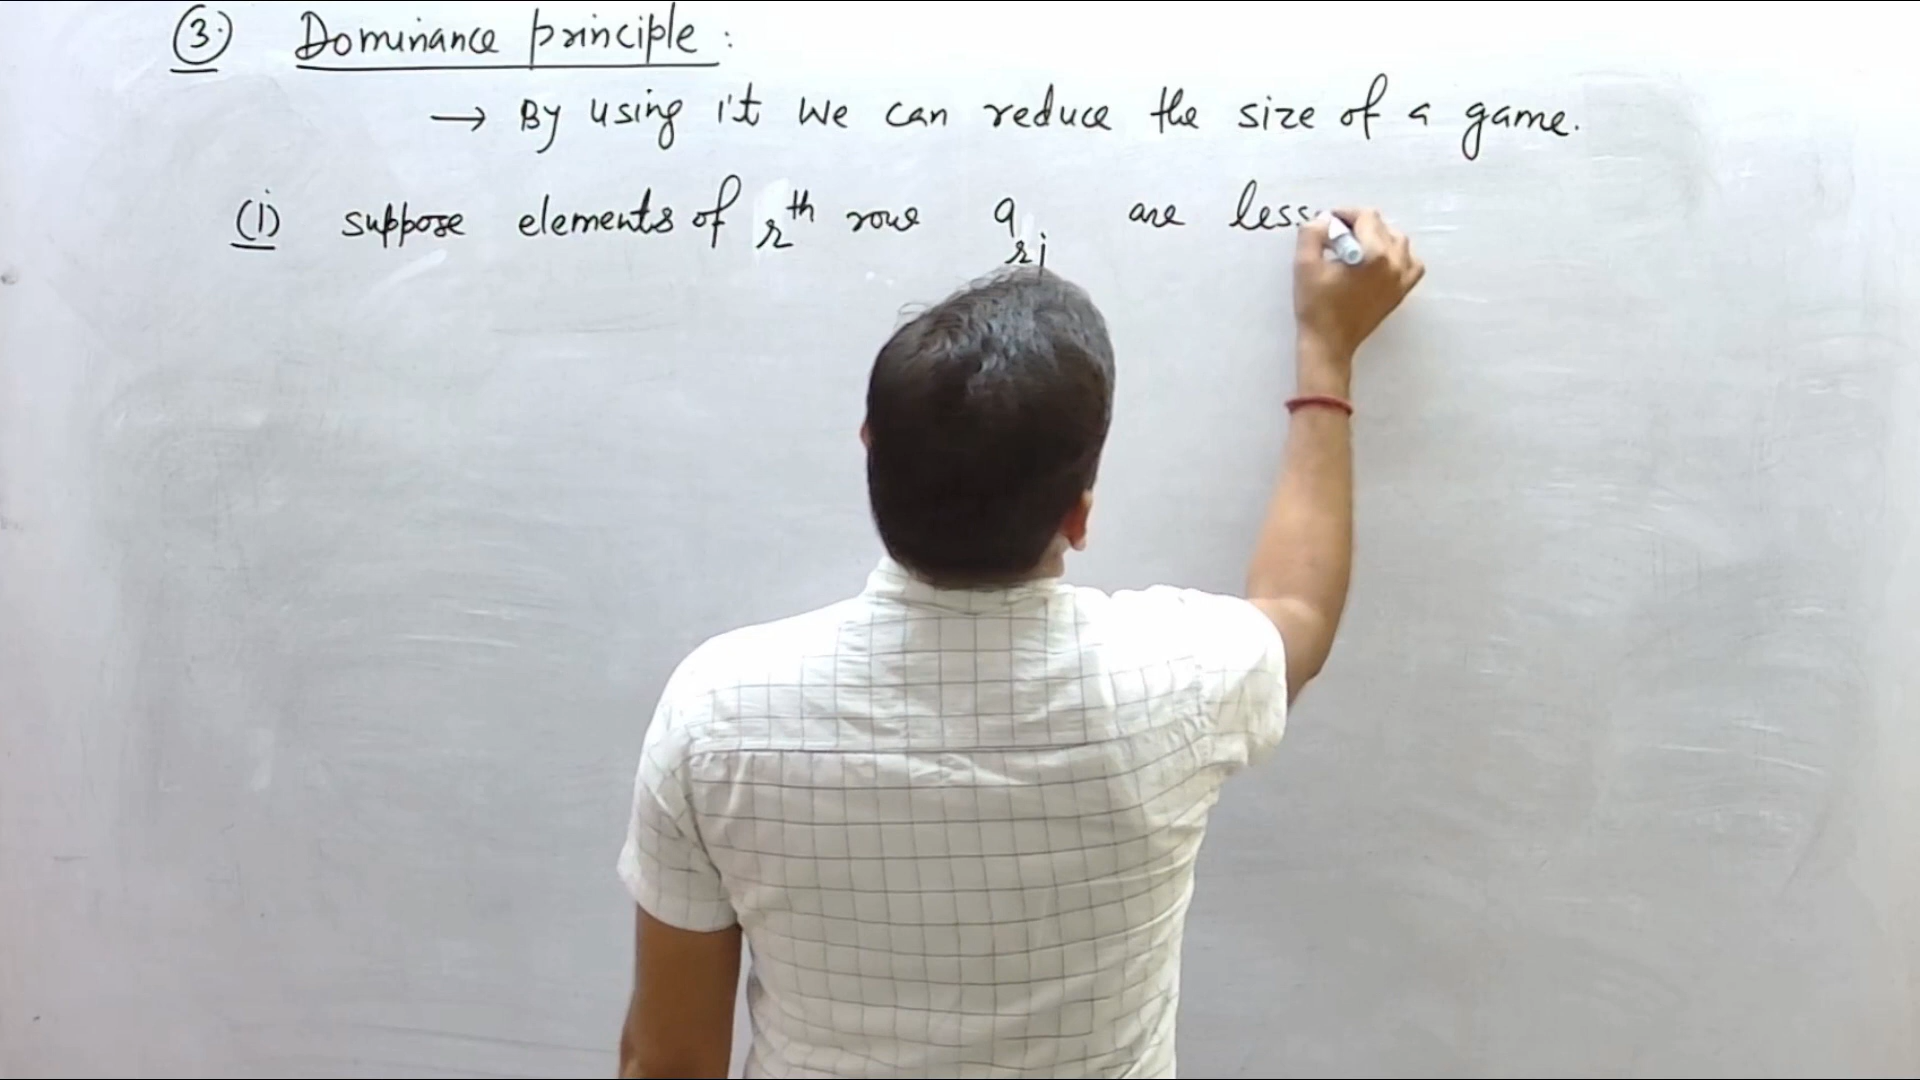 ③ Dominance principle:
→ By using it we can reduce the size of a game.
(i) suppose elements of r^th row a_rj are less